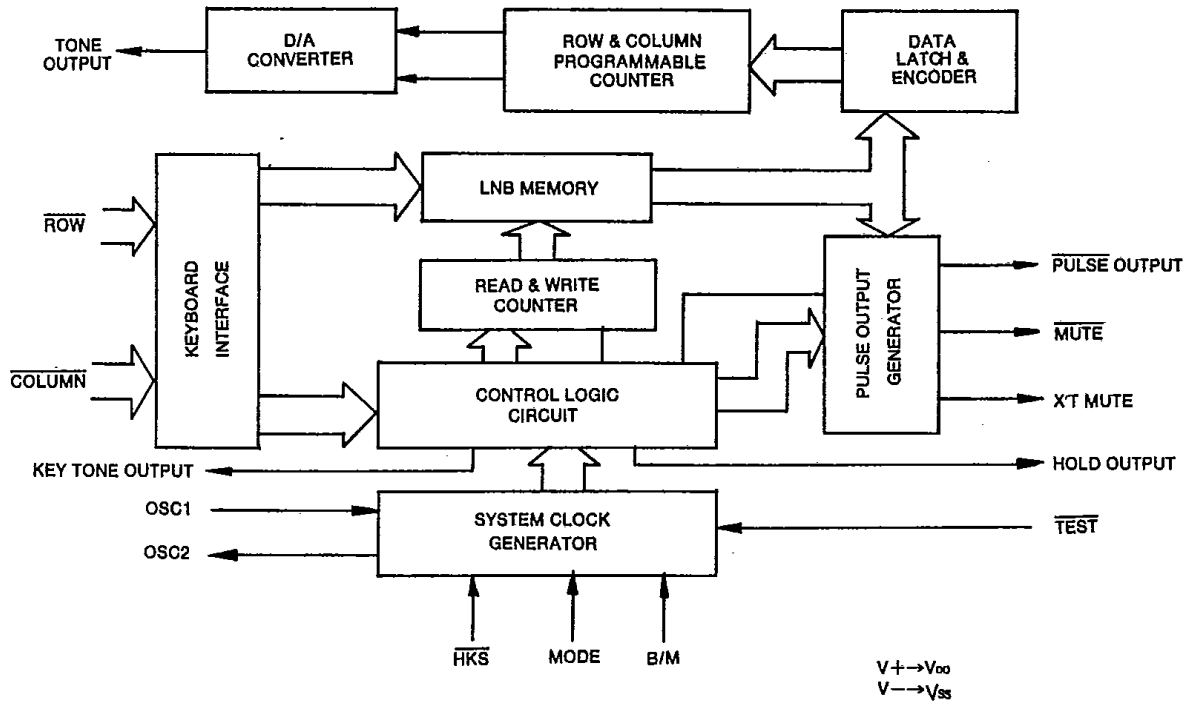 TONE
OUTPUT
D/A
CONVERTER
ROW & COLUMN
PROGRAMMABLE
COUNTER
DATA
LATCH &
ENCODER
ROW
COLUMN
KEYBOARD
INTERFACE
LNB MEMORY
READ & WRITE
COUNTER
CONTROL LOGIC
CIRCUIT
PULSE OUTPUT
GENERATOR
PULSE OUTPUT
MUTE
X'T MUTE
KEY TONE OUTPUT
HOLD OUTPUT
OSC1
OSC2
SYSTEM CLOCK
GENERATOR
TEST
HKS
MODE
B/M
V+→VDD
V-→VSS